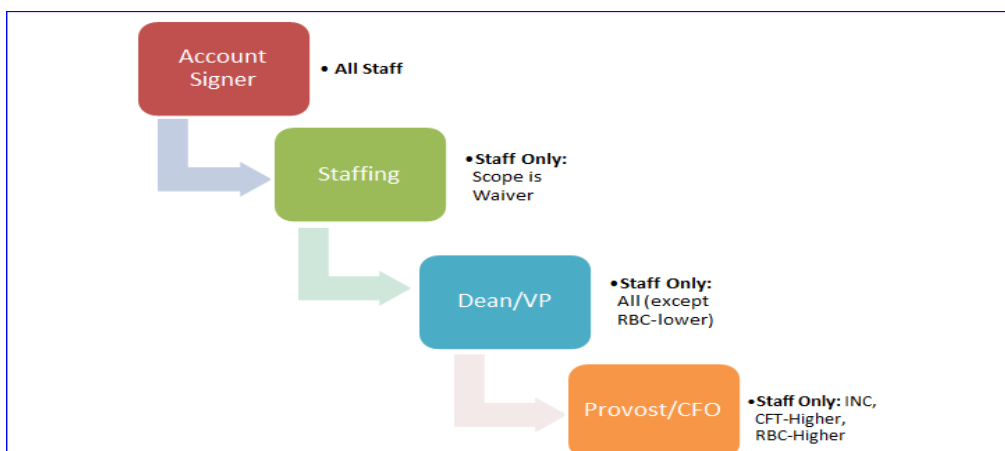 Account
Signer
• All Staff
Staffing
•Staff Only:
Scope is
Waiver
Dean/VP
•Staff Only:
All (except
RBC-lower)
Provost/CFO
•Staff Only: INC,
CFT-Higher,
RBC-Higher